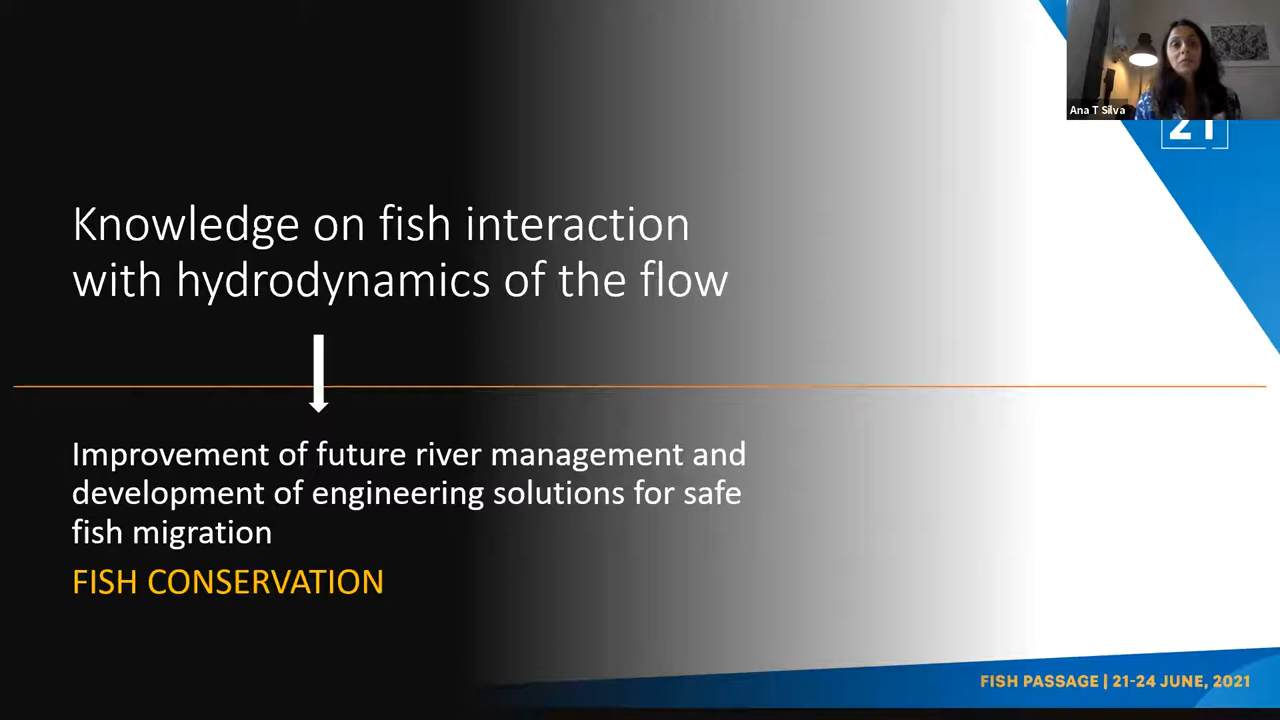 Ana T Silva
21
Knowledge on fish interaction
with hydrodynamics of the flow
Improvement of future river management and
development of engineering solutions for safe
fish migration
FISH CONSERVATION
FISH PASSAGE | 21-24 JUNE, 2021